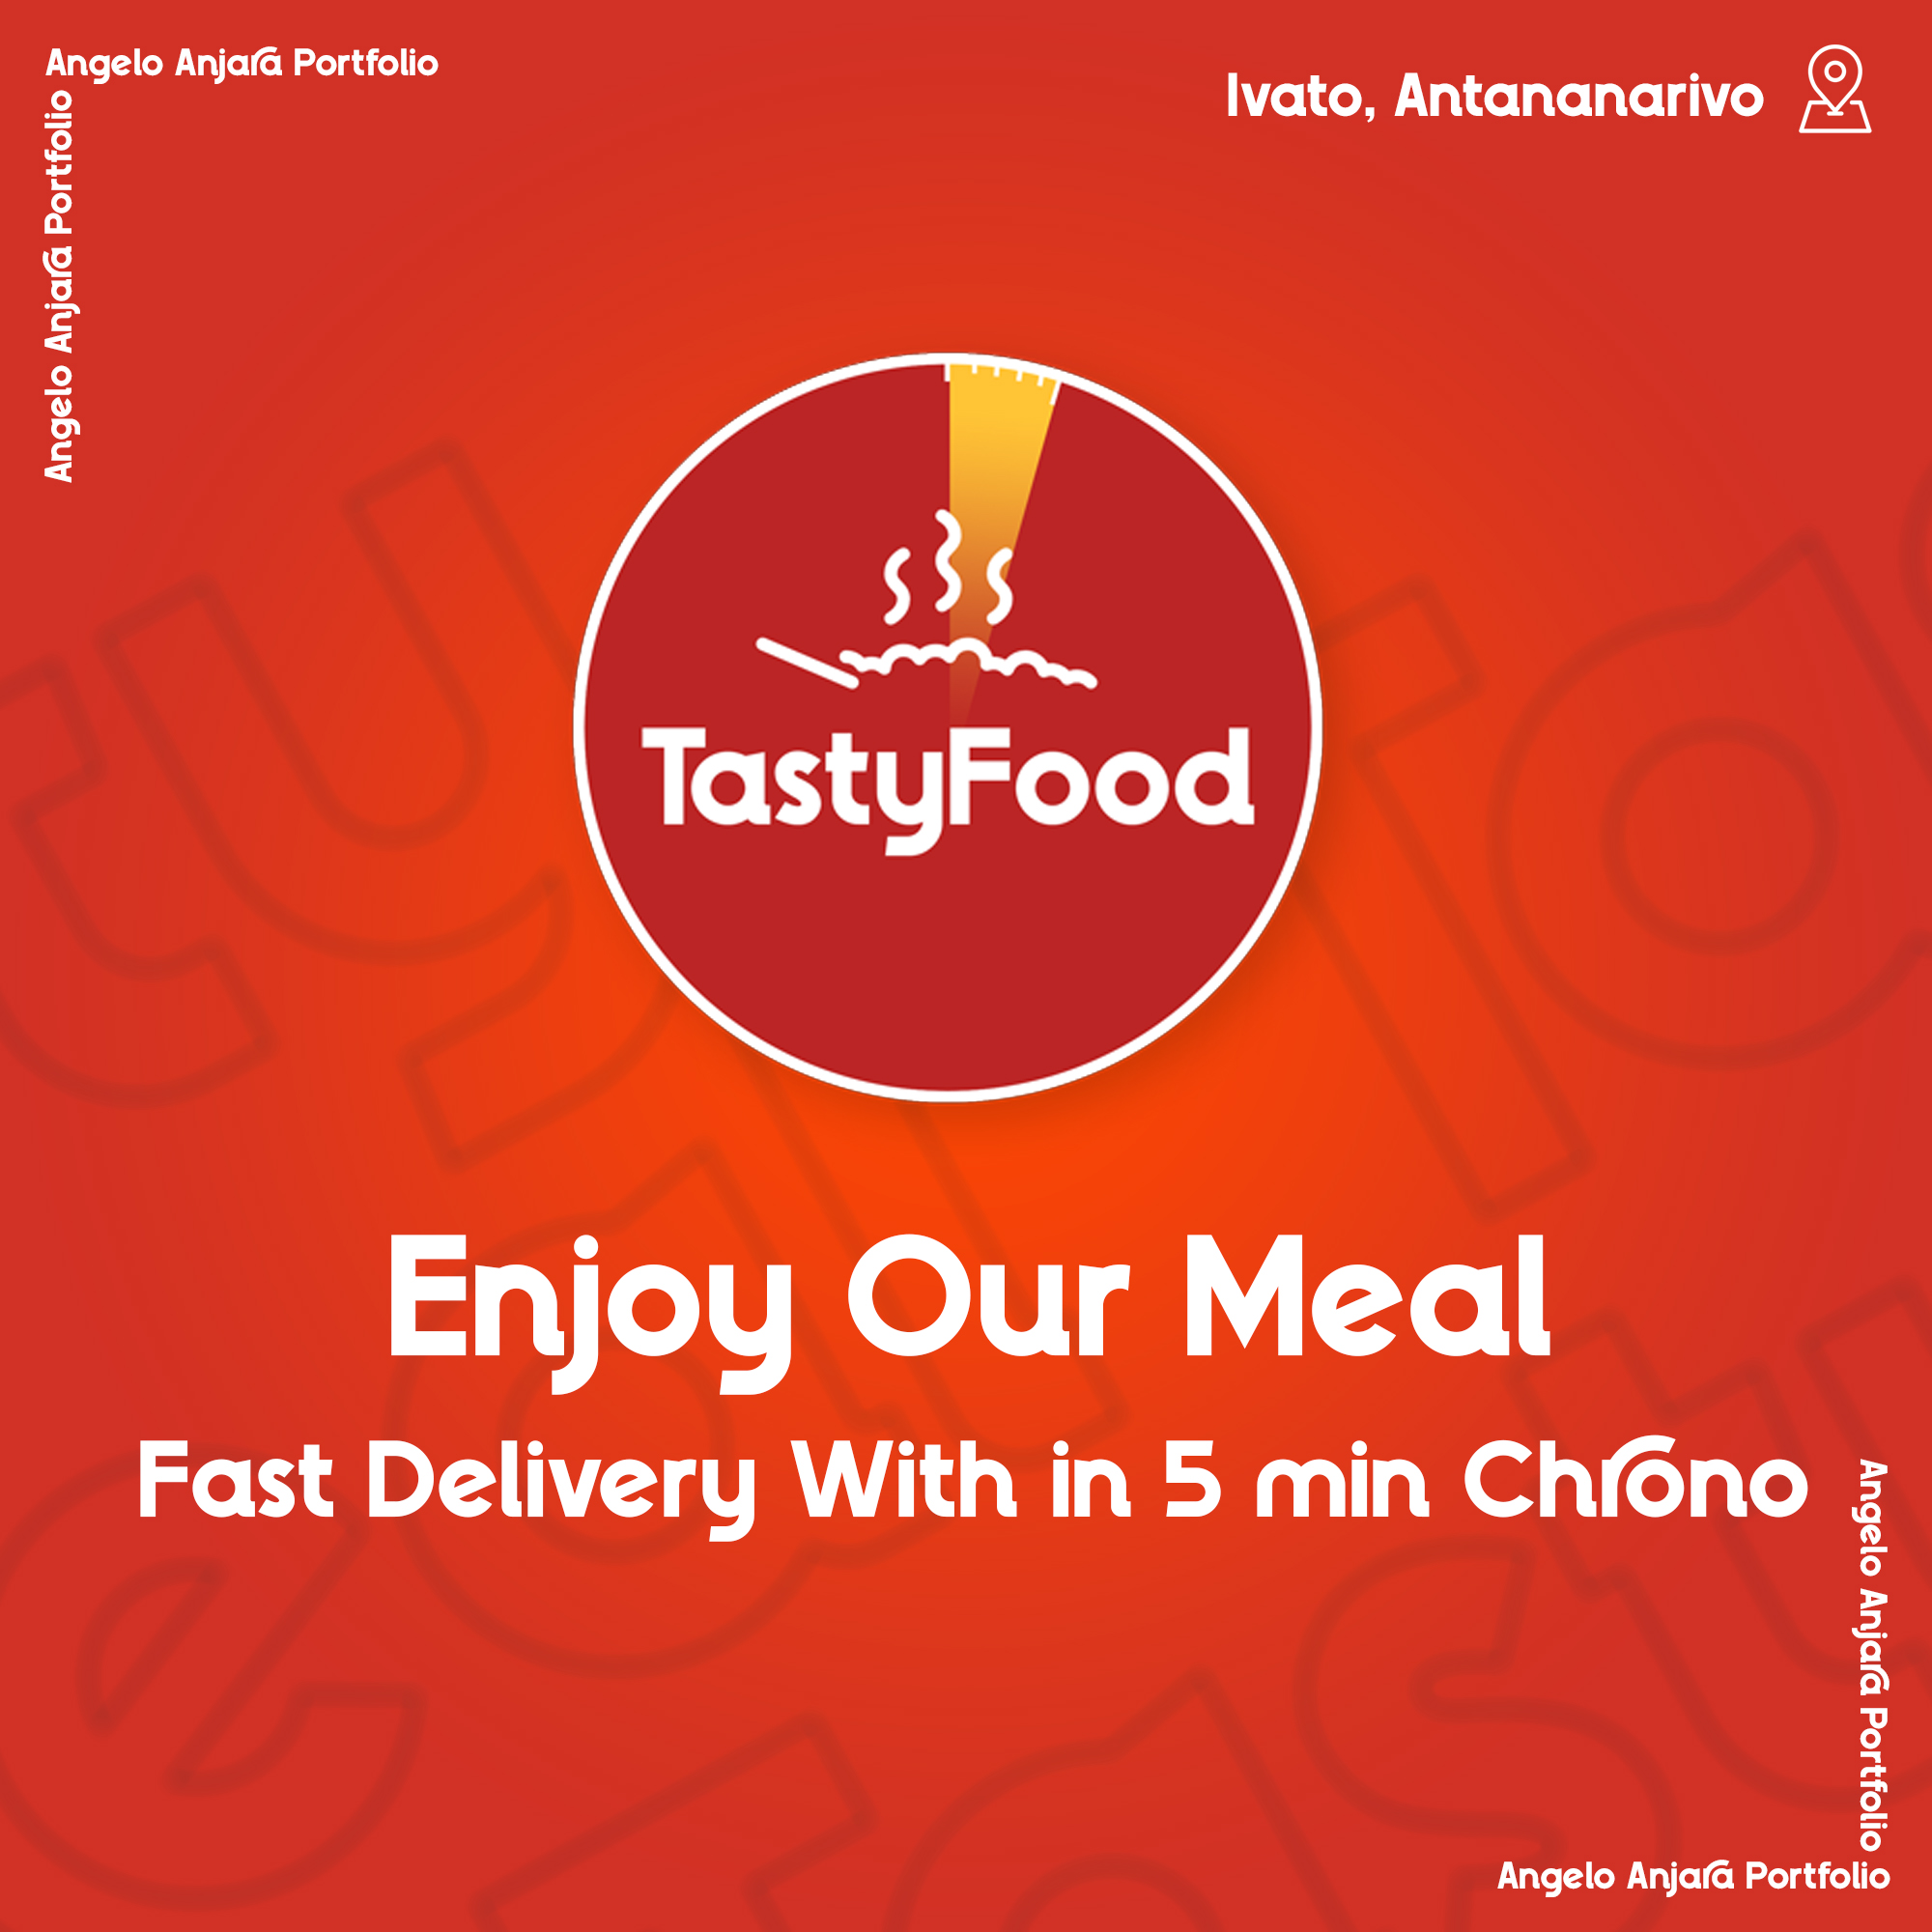 Angelo Anjara Portfolio
Angelo Anjara Portfolio
Ivato, Antananarivo
TastyFood
Enjoy Our Meal
Fast Delivery With in 5 min Chrono
Angelo Anjara Portfolio
Angelo Anjara Portfolio